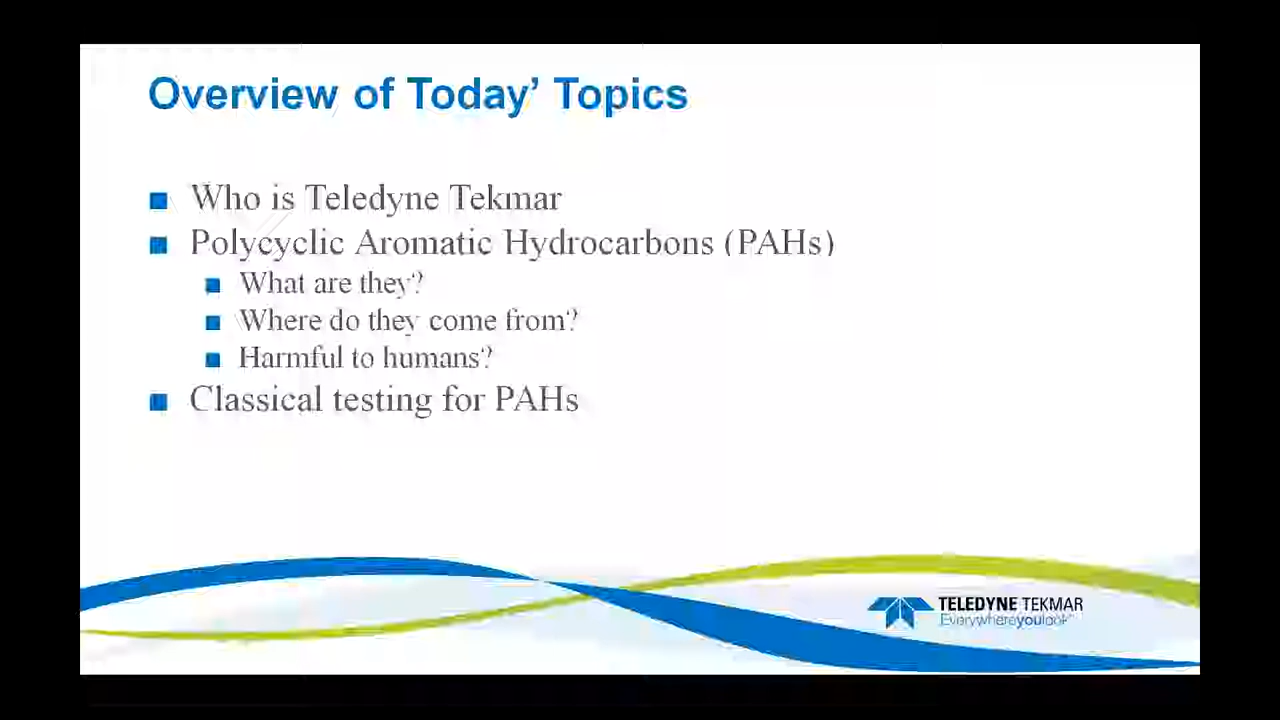 Overview of Today’ Topics
Who is Teledyne Tekmar
Polycyclic Aromatic Hydrocarbons (PAHs)
What are they?
Where do they come from?
Harmful to humans?
Classical testing for PAHs
TELEDYNE TEKMAR
Everywhereyoulook™